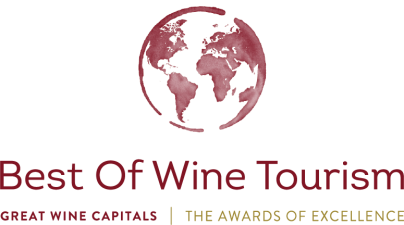 Best Of Wine Tourism
GREAT WINE CAPITALS | THE AWARDS OF EXCELLENCE